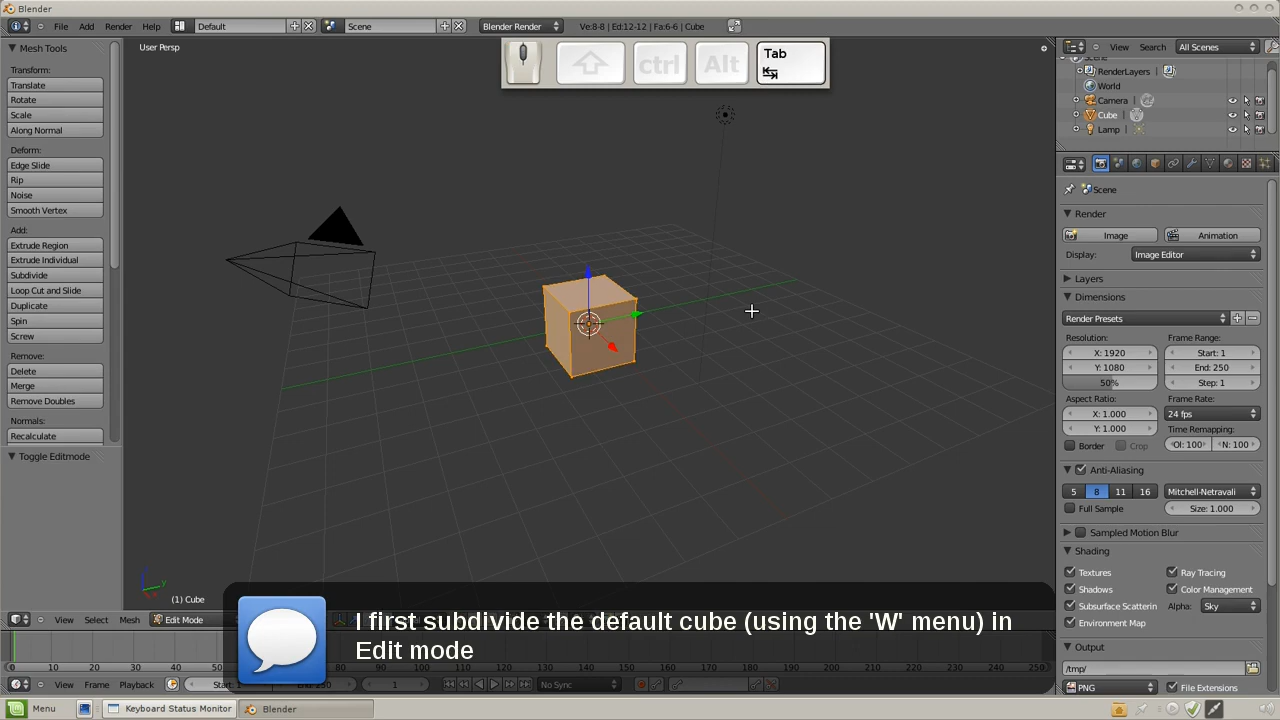 Blender
File Add Render Help
Default
Scene
Blender Render
Ve:8-8 | Ed:12-12 | Fa:6-6 | Cube
Mesh Tools
Transform:
Translate
Rotate
Scale
Along Normal
Deform:
Edge Slide
Rip
Noise
Smooth Vertex
Add:
Extrude Region
Extrude Individual
Subdivide
Loop Cut and Slide
Duplicate
Spin
Screw
Remove:
Delete
Merge
Remove Doubles
Normals:
Recalculate
Toggle Editmode
User Persp
ctrl
Alt
Tab
(1) Cube
View Select Mesh
Edit Mode
I first subdivide the default cube (using the 'W' menu) in
Edit mode
0 10 20 30 40 50 60 70 80 90 100 110 120 130 140 150 160 170 180 190 200 210 220 230 240 250
View Frame Playback
Start: 1
End: 250
1
No Sync
View Search
All Scenes
Scene
RenderLayers
World
Camera
Cube
Lamp
Scene
Render
Image
Animation
Display:
Image Editor
Layers
Dimensions
Render Presets
Resolution:
Frame Range:
X: 1920
Start: 1
Y: 1080
End: 250
50%
Step: 1
Aspect Ratio:
Frame Rate:
X: 1.000
24 fps
Y: 1.000
Time Remapping:
Border
Crop
OI: 100
N: 100
Anti-Aliasing
5 8 11 16
Mitchell-Netravali
Full Sample
Size: 1.000
Sampled Motion Blur
Shading
Textures
Ray Tracing
Shadows
Color Management
Subsurface Scatterin
Alpha:
Sky
Environment Map
Output
/tmp/
PNG
File Extensions
Menu
Keyboard Status Monitor
Blender